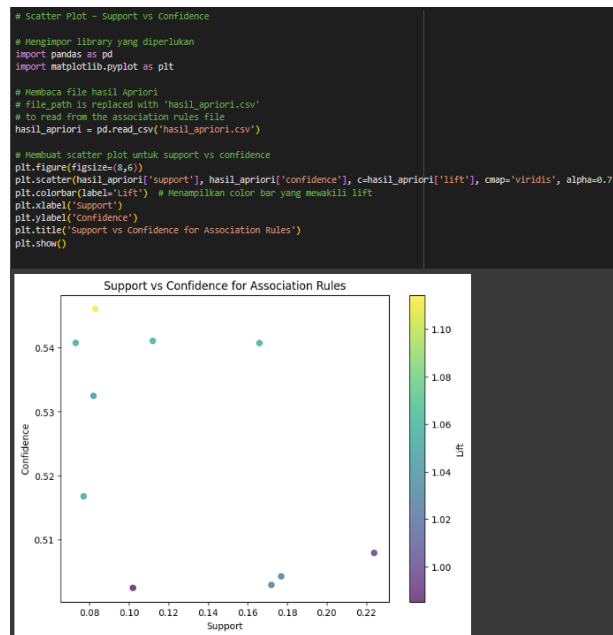 # Scatter Plot - Support vs Confidence
# Mengimpor library yang diperlukan
import pandas as pd
import matplotlib.pyplot as plt
# Membaca file hasil Apriori
# file_path is replaced with 'hasil_apriori.csv'
# to read from the association rules file
hasil_apriori = pd.read_csv('hasil_apriori.csv')
# Membuat scatter plot untuk support vs confidence
plt.figure(figsize=(8,6))
plt.scatter(hasil_apriori['support'], hasil_apriori['confidence'], c=hasil_apriori['lift'], cmap='viridis', alpha=0.7
plt.colorbar(label='Lift')  # Menampilkan color bar yang mewakili lift
plt.xlabel('Support')
plt.ylabel('Confidence')
plt.title('Support vs Confidence for Association Rules')
plt.show()
Support vs Confidence for Association Rules
Confidence
0.54
0.53
0.52
0.51
0.08 0.10 0.12 0.14 0.16 0.18 0.20 0.22
Support
1.10
1.08
1.06
1.04
1.02
1.00
Lift